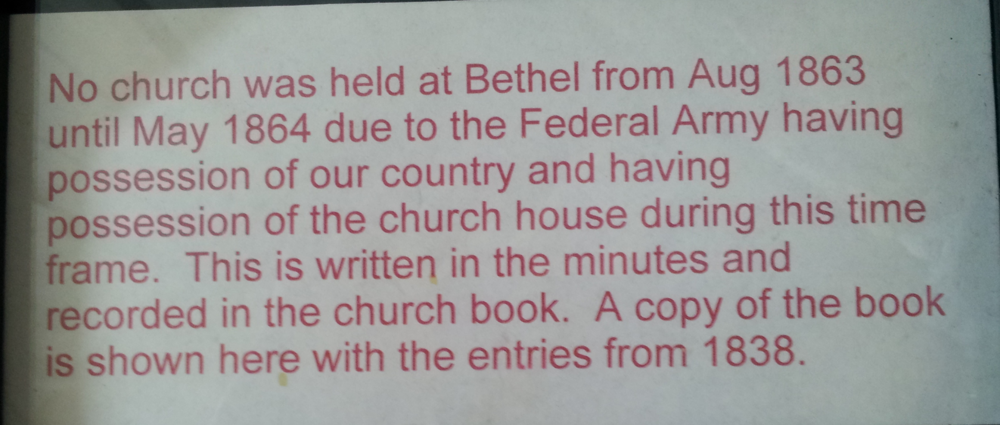 No church was held at Bethel from Aug 1863
until May 1864 due to the Federal Army having
possession of our country and having
possession of the church house during this time
frame.  This is written in the minutes and
recorded in the church book.  A copy of the book
is shown here with the entries from 1838.